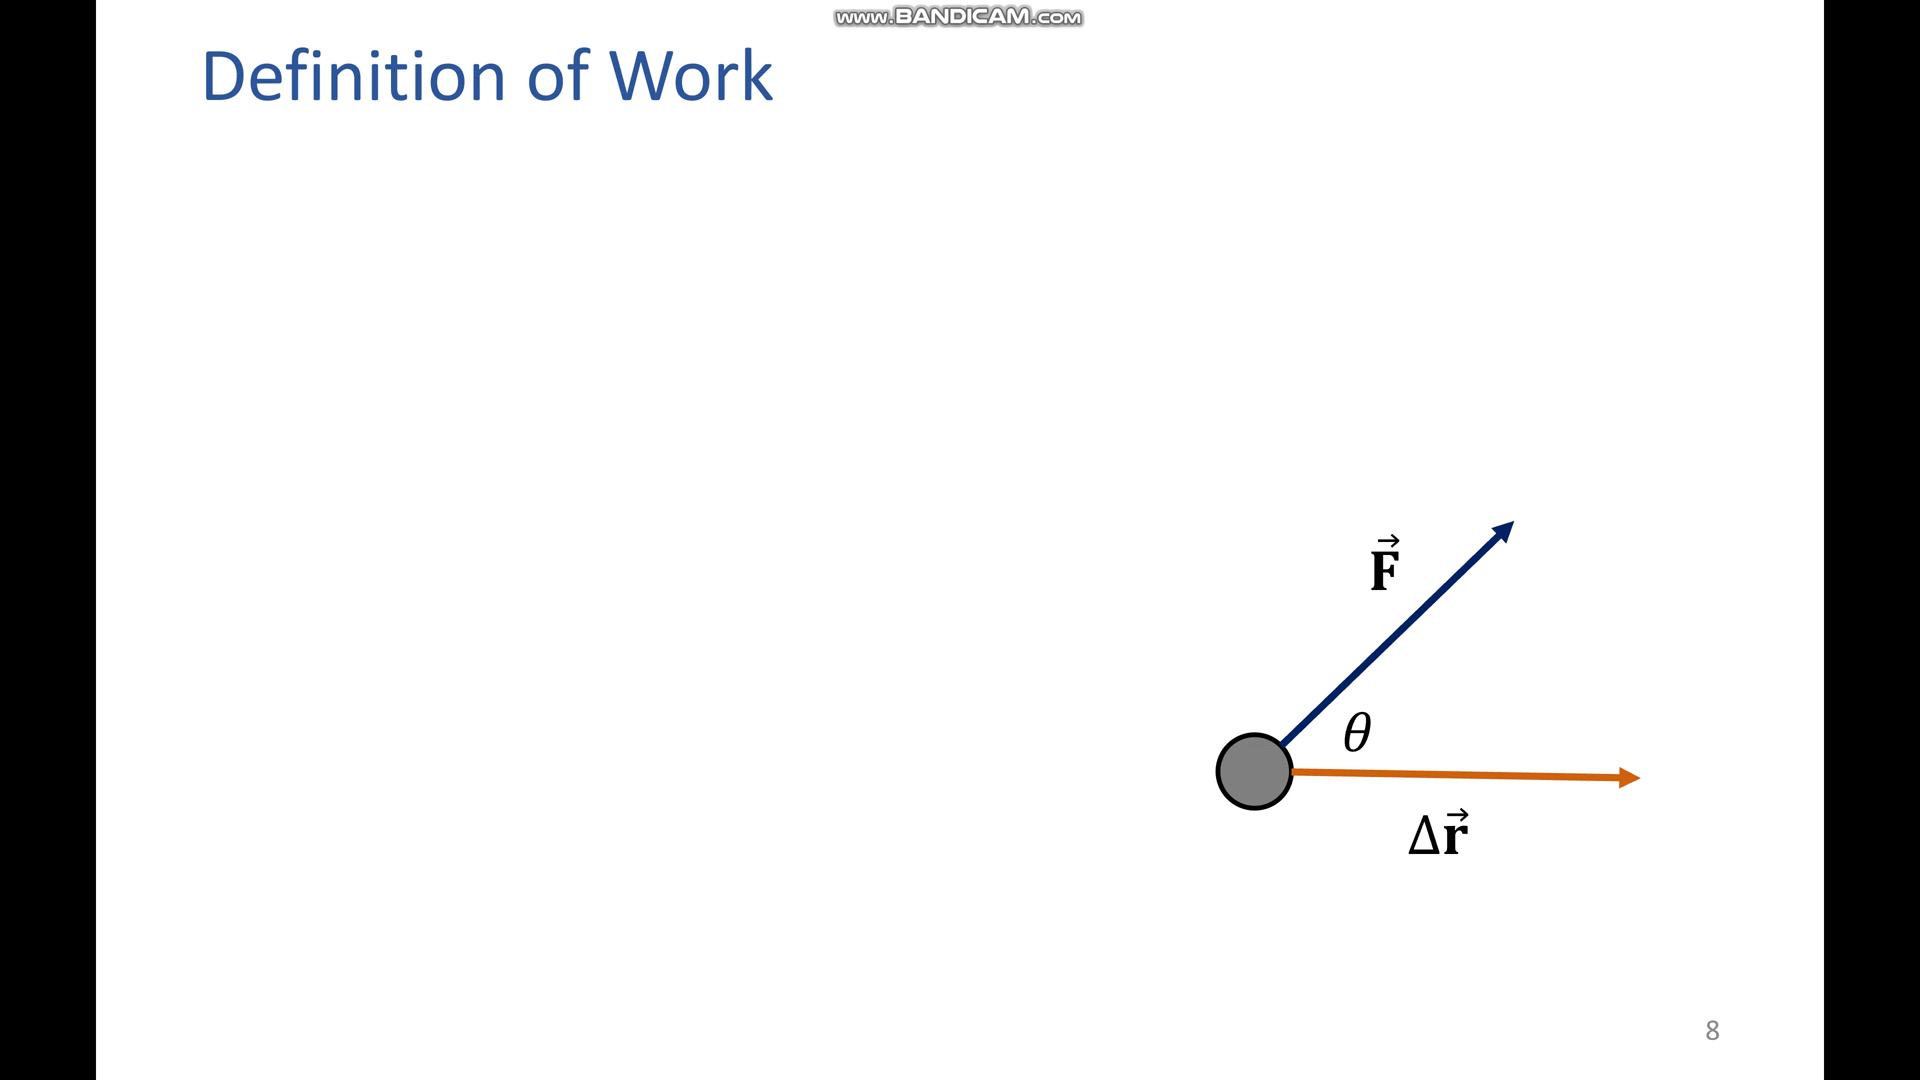 www.BANDICAM.com
Definition of Work
F⃗
θ
Δr⃗
8